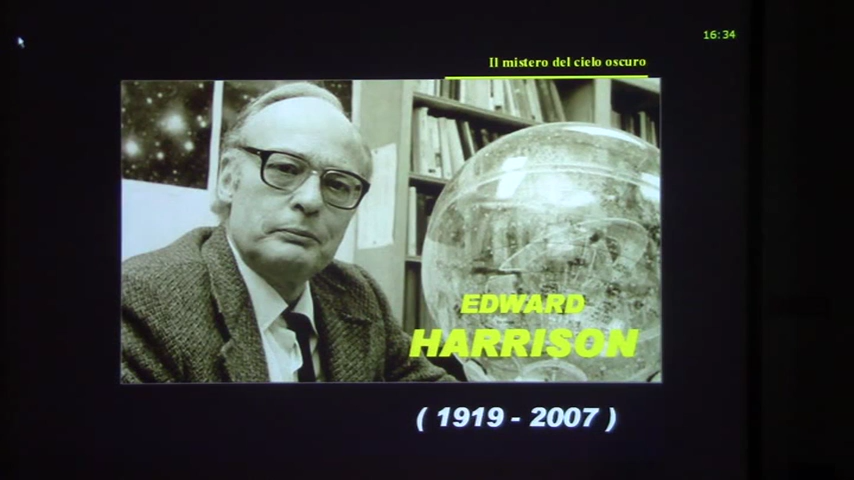 16:34
Il mistero del cielo oscuro
EDWARD
HARRISON
( 1919 - 2007 )